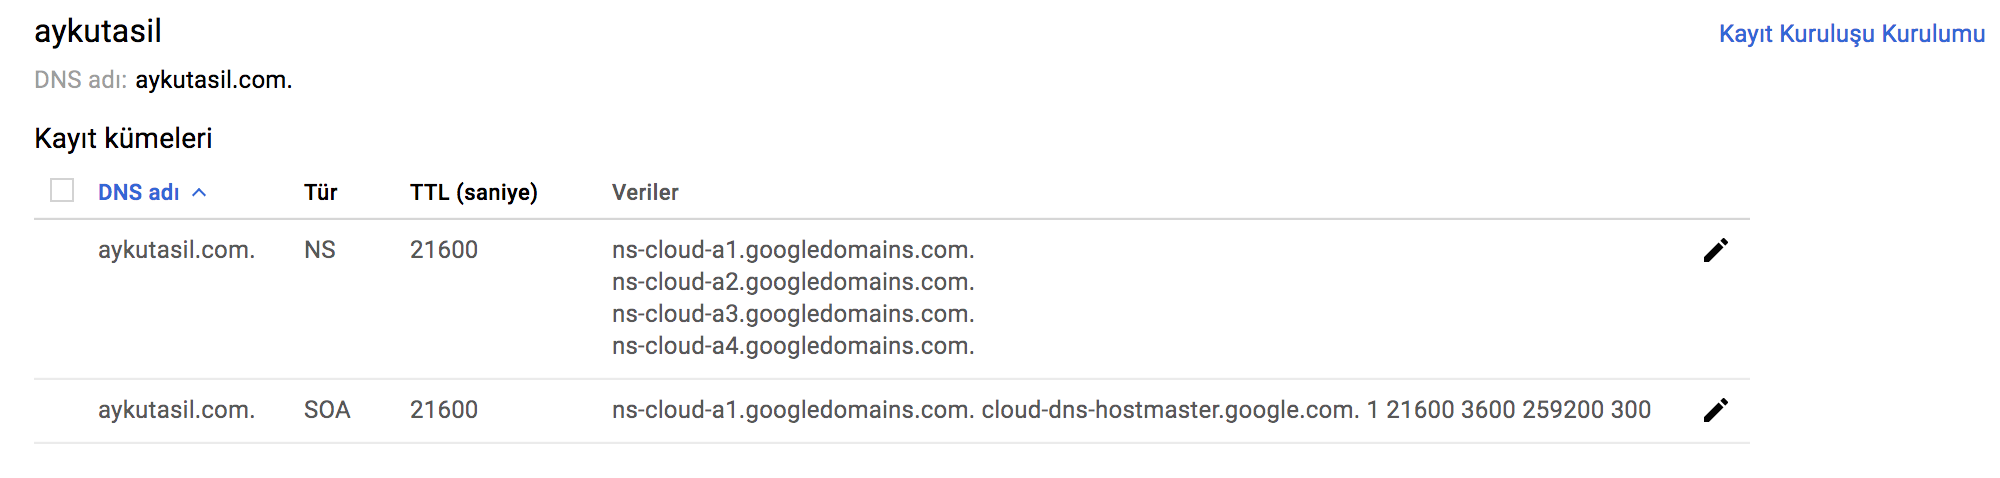 aykutasil
Kayıt Kuruluşu Kurulumu
DNS adı: aykutasil.com.
Kayıt kümeleri
DNS adı Tür TTL (saniye) Veriler
aykutasil.com. NS 21600 ns-cloud-a1.googledomains.com.
ns-cloud-a2.googledomains.com.
ns-cloud-a3.googledomains.com.
ns-cloud-a4.googledomains.com.
aykutasil.com. SOA 21600 ns-cloud-a1.googledomains.com. cloud-dns-hostmaster.google.com. 1 21600 3600 259200 300